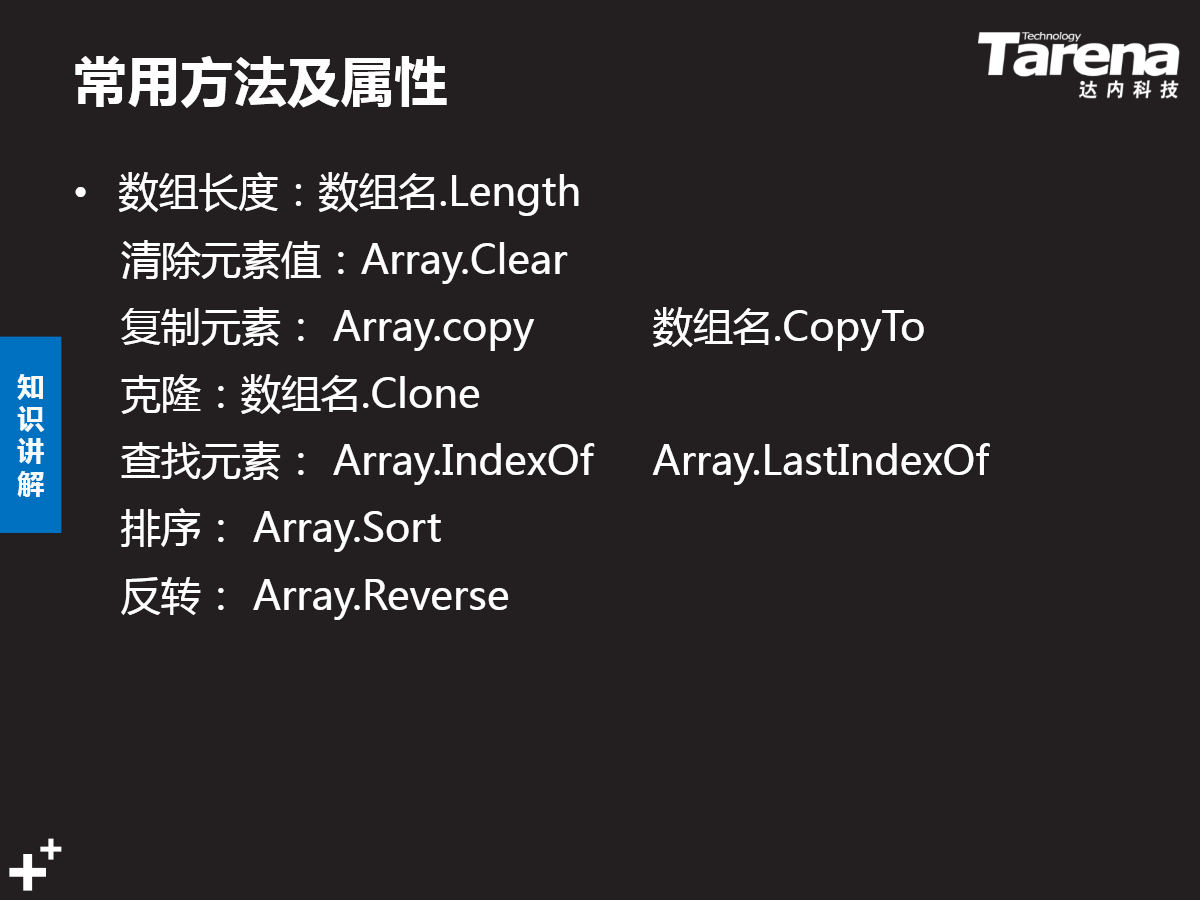 常用方法及属性
Technology
Tarena
达内科技
• 数组长度：数组名.Length
清除元素值：Array.Clear
复制元素： Array.copy 数组名.CopyTo
克隆：数组名.Clone
查找元素： Array.IndexOf Array.LastIndexOf
排序： Array.Sort
反转： Array.Reverse
知识讲解